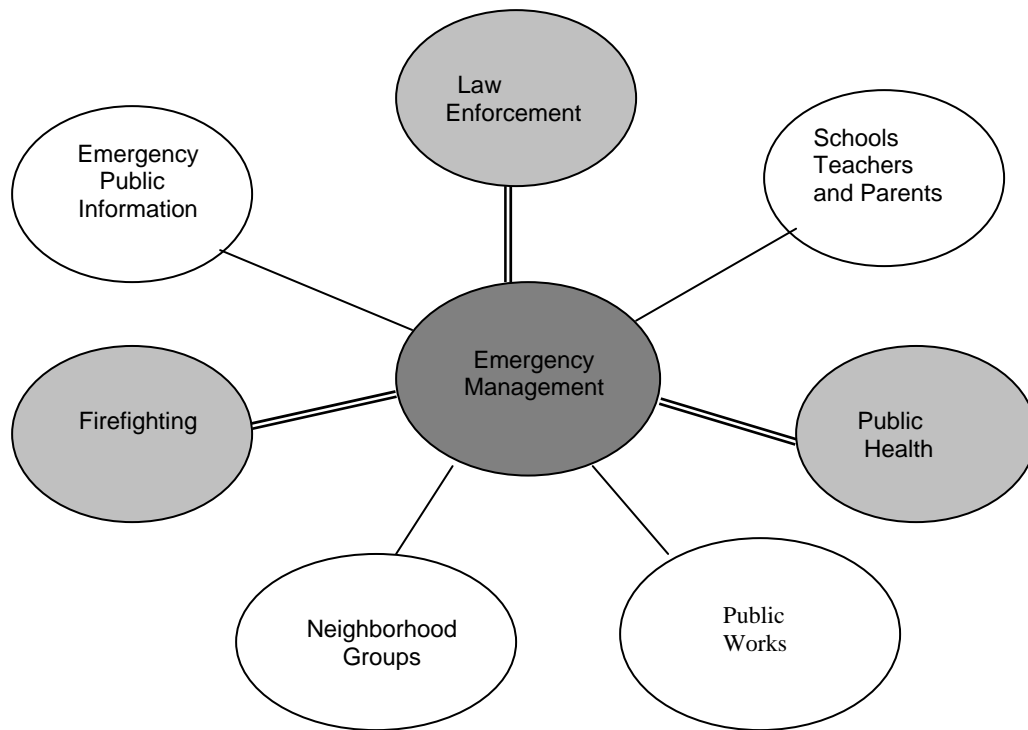 Law
Enforcement
Emergency
Public
Information
Schools
Teachers
and Parents
Emergency
Management
Firefighting
Public
Health
Neighborhood
Groups
Public
Works